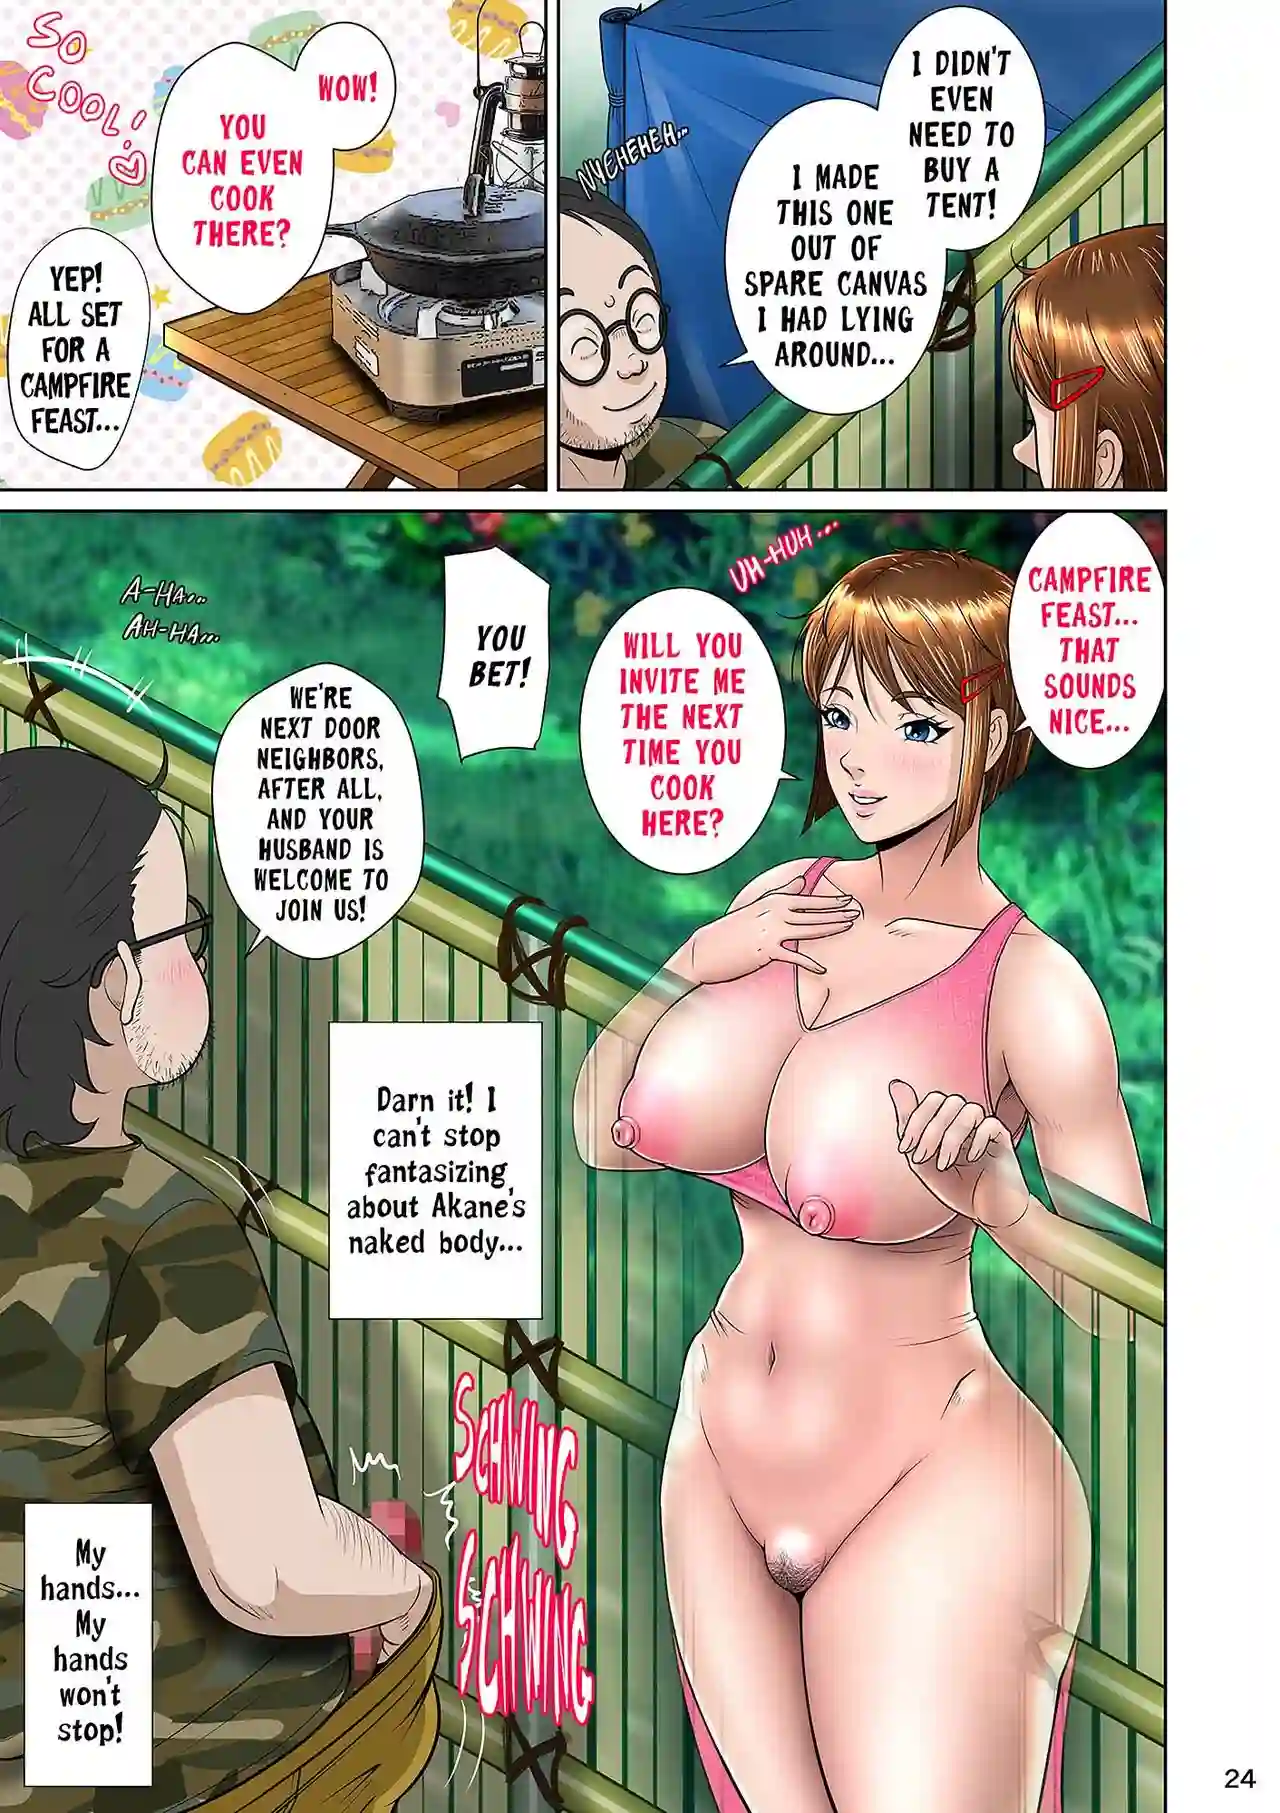 I DIDN'T
EVEN
NEED TO
BUY A
TENT!
I MADE
THIS ONE
OUT OF
SPARE CANVAS
I HAD LYING
AROUND...
NYEHEHEH...
WOW!
YOU
CAN EVEN
COOK
THERE?
SO
COOL!
YEP!
ALL SET
FOR A
CAMPFIRE
FEAST...
CAMPFIRE
FEAST...
THAT
SOUNDS
NICE...
UH-HUH...
WILL YOU
INVITE ME
THE NEXT
TIME YOU
COOK
HERE?
YOU
BET!
WE'RE
NEXT DOOR
NEIGHBORS,
AFTER ALL,
AND YOUR
HUSBAND IS
WELCOME TO
JOIN US!
A-HA...
AH-HA...
Darn it! I
can't stop
fantasizing
about Akane's
naked body...
SCHWING
SCHWING
My
hands...
My
hands
won't
stop!
24